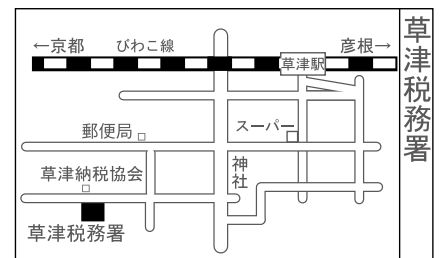 ←京都
びわこ線
彦根→
草津駅
スーパー
郵便局
神社
草津納税協会
草津税務署
草津税務署